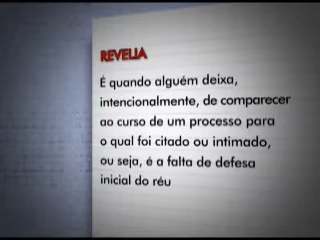 REVELIA
É quando alguém deixa,
intencionalmente, de comparecer
ao curso de um processo para
o qual foi citado ou intimado,
ou seja, é a falta de defesa
inicial do réu